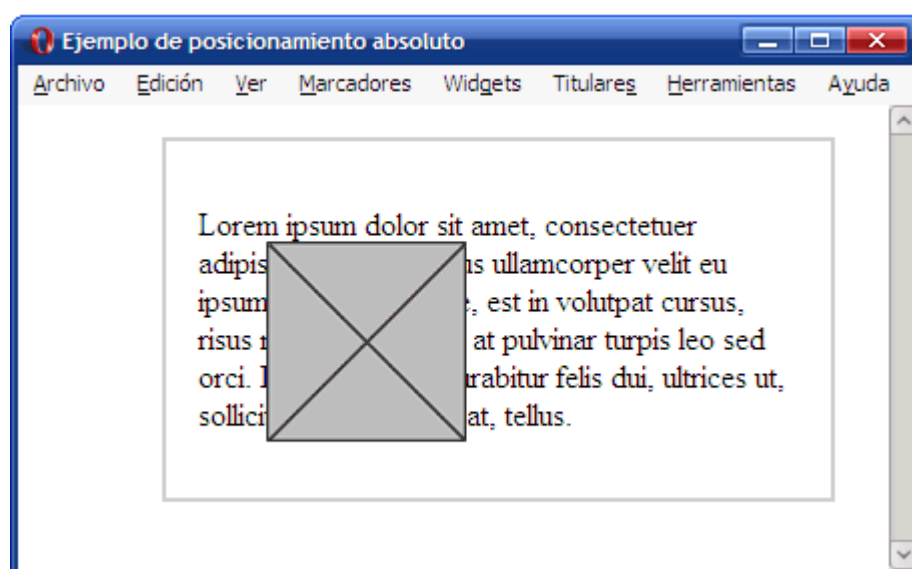 Ejemplo de posicionamiento absoluto
Archivo Edición Ver Marcadores Widgets Titulares Herramientas Ayuda
Lorem ipsum dolor sit amet, consectetuer
adipis us ullamcorper velit eu
ipsum est in volutpat cursus,
risus at pulvinar turpis leo sed
orci. felis dui, ultrices ut,
at, tellus.